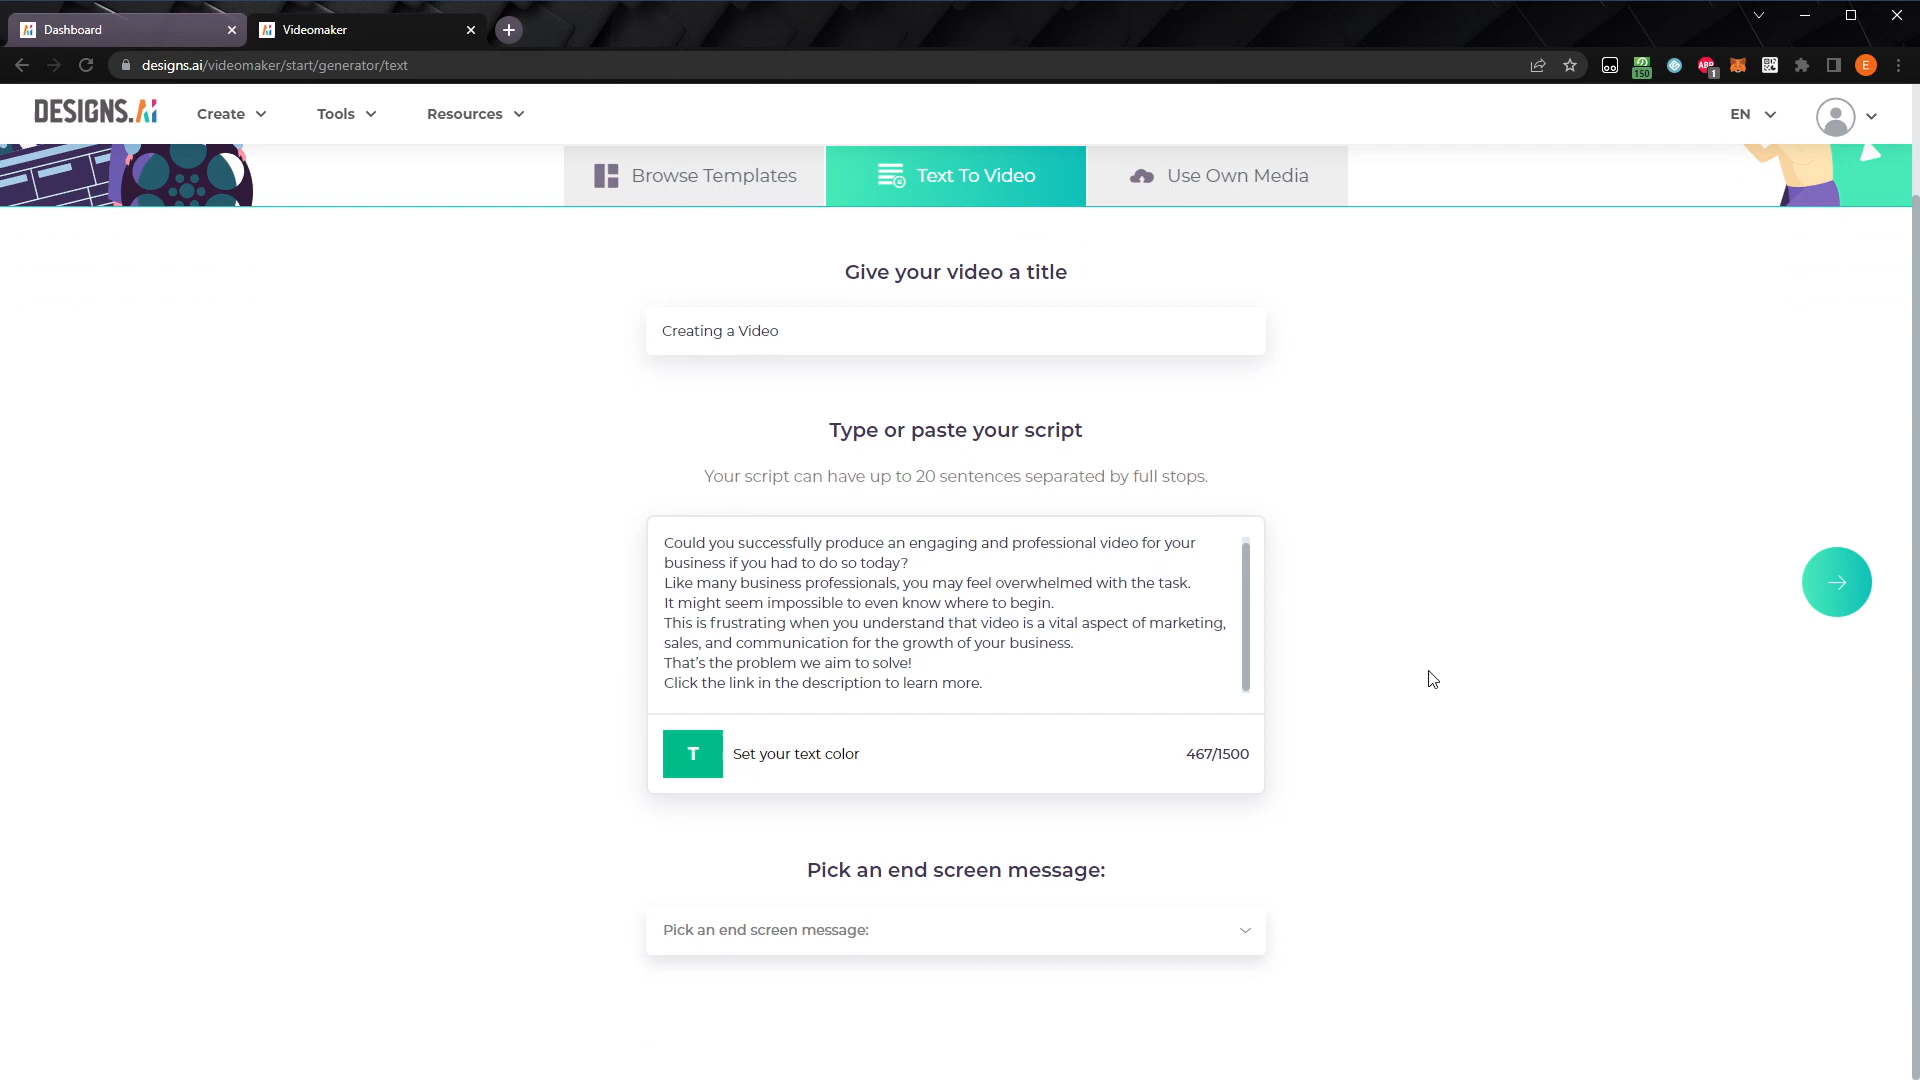 Dashboard
Videomaker
designs.ai/videomaker/start/generator/text
150
ABP
1
E
DESIGNS.Ai
Create
Tools
Resources
EN
Browse Templates
Text To Video
Use Own Media
Give your video a title
Creating a Video
Type or paste your script
Your script can have up to 20 sentences separated by full stops.
Could you successfully produce an engaging and professional video for your
business if you had to do so today?
Like many business professionals, you may feel overwhelmed with the task.
It might seem impossible to even know where to begin.
This is frustrating when you understand that video is a vital aspect of marketing,
sales, and communication for the growth of your business.
That's the problem we aim to solve!
Click the link in the description to learn more.
T
Set your text color
467/1500
Pick an end screen message:
Pick an end screen message: